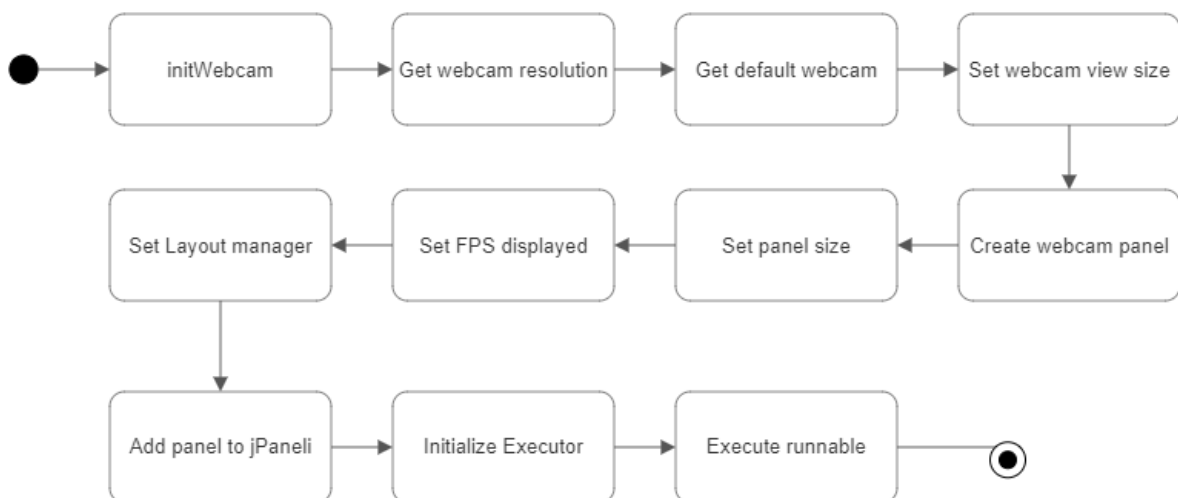 initWebcam
Get webcam resolution
Get default webcam
Set webcam view size
Create webcam panel
Set panel size
Set FPS displayed
Set Layout manager
Add panel to jPaneli
Initialize Executor
Execute runnable